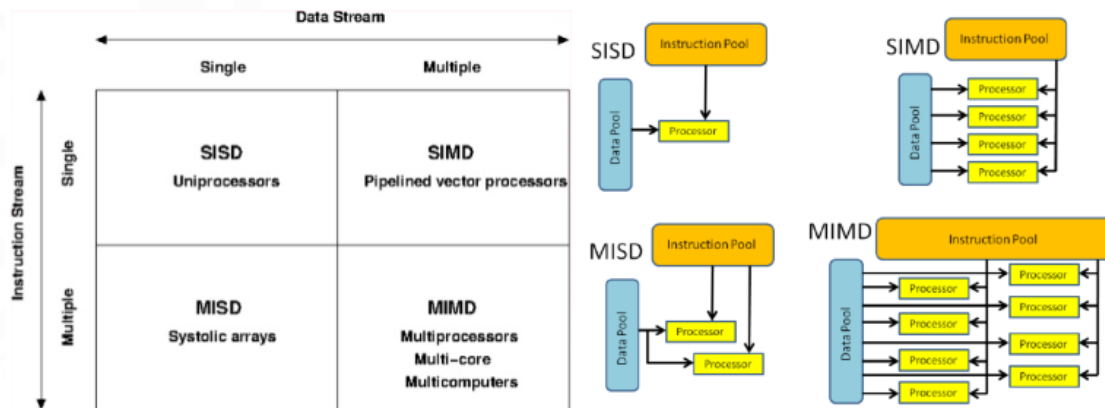 Data Stream
Single
Multiple
Instruction Stream
Single
Multiple
SISD
Uniprocessors
SIMD
Pipelined vector processors
MISD
Systolic arrays
MIMD
Multiprocessors
Multi-core
Multicomputers
SISD
Instruction Pool
Data Pool
Processor
SIMD
Instruction Pool
Data Pool
Processor
Processor
Processor
Processor
MISD
Instruction Pool
Data Pool
Processor
Processor
MIMD
Instruction Pool
Data Pool
Processor
Processor
Processor
Processor
Processor
Processor
Processor
Processor